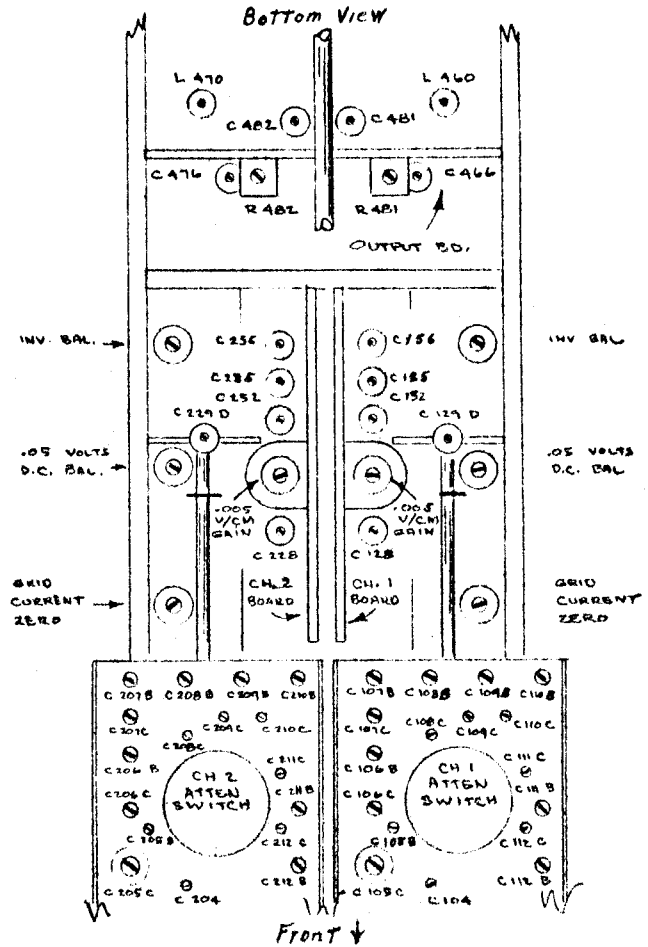 Bottom View
L 470
L 460
C 482
C 481
C 476
C 466
R 482
R 481
OUTPUT BD.
INV. BAL.
C 256
C 156
INV BAL
C 285
C 185
C 252
C 152
C 229 D
C 129 D
.05 VOLTS
D.C. BAL.
.05 VOLTS
D.C. BAL
.005
V/CM
GAIN
.005
V/CM
GAIN
C 228
C 128
GRID
CURRENT
ZERO
CH. 2
BOARD
CH. 1
BOARD
GRID
CURRENT
ZERO
C 207B
C 208B
C 209B
C 210B
C 107B
C 108B
C 109B
C 110B
C 207C
C 209C
C 210C
C 208C
C 107C
C 108C
C 109C
C 110C
C 206 B
C 211C
C 106 B
C 111 C
CH 2
ATTEN
SWITCH
CH 1
ATTEN
SWITCH
C 206C
C 211B
C 106C
C 111 B
C 205B
C 212 C
C 105B
C 112 C
C 205C
C 204
C 212 B
C 105C
C 104
C 112 B
Front ↓